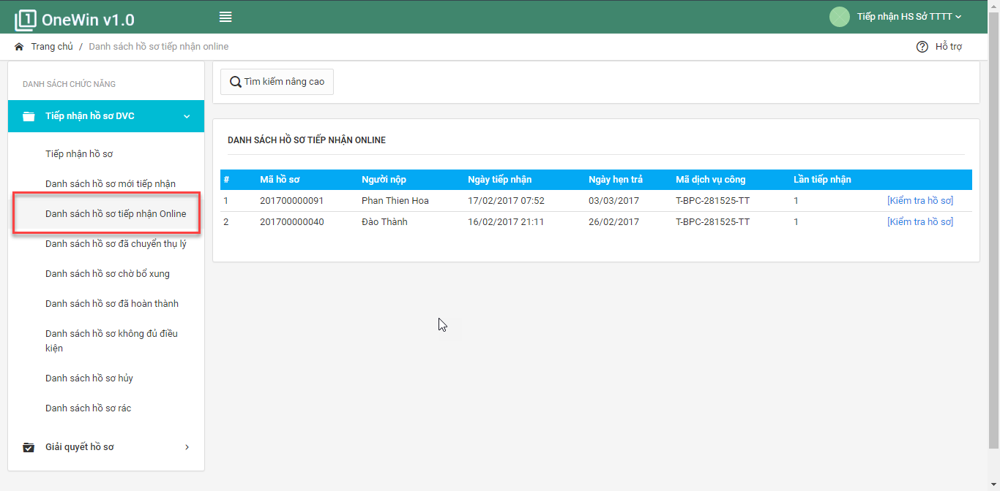 1 OneWin v1.0
Tiếp nhận HS Sở TTTT
Trang chủ / Danh sách hồ sơ tiếp nhận online
Hỗ trợ
DANH SÁCH CHỨC NĂNG
Tiếp nhận hồ sơ DVC
Tiếp nhận hồ sơ
Danh sách hồ sơ mới tiếp nhận
Danh sách hồ sơ tiếp nhận Online
Danh sách hồ sơ đã chuyển thụ lý
Danh sách hồ sơ chờ bổ xung
Danh sách hồ sơ đã hoàn thành
Danh sách hồ sơ không đủ điều
kiện
Danh sách hồ sơ hủy
Danh sách hồ sơ rác
Giải quyết hồ sơ
Tìm kiếm nâng cao
DANH SÁCH HỒ SƠ TIẾP NHẬN ONLINE
# Mã hồ sơ Người nộp Ngày tiếp nhận Ngày hẹn trả Mã dịch vụ công Lần tiếp nhận
1 201700000091 Phan Thien Hoa 17/02/2017 07:52 03/03/2017 T-BPC-281525-TT 1 [Kiểm tra hồ sơ]
2 201700000040 Đào Thành 16/02/2017 21:11 26/02/2017 T-BPC-281525-TT 1 [Kiểm tra hồ sơ]